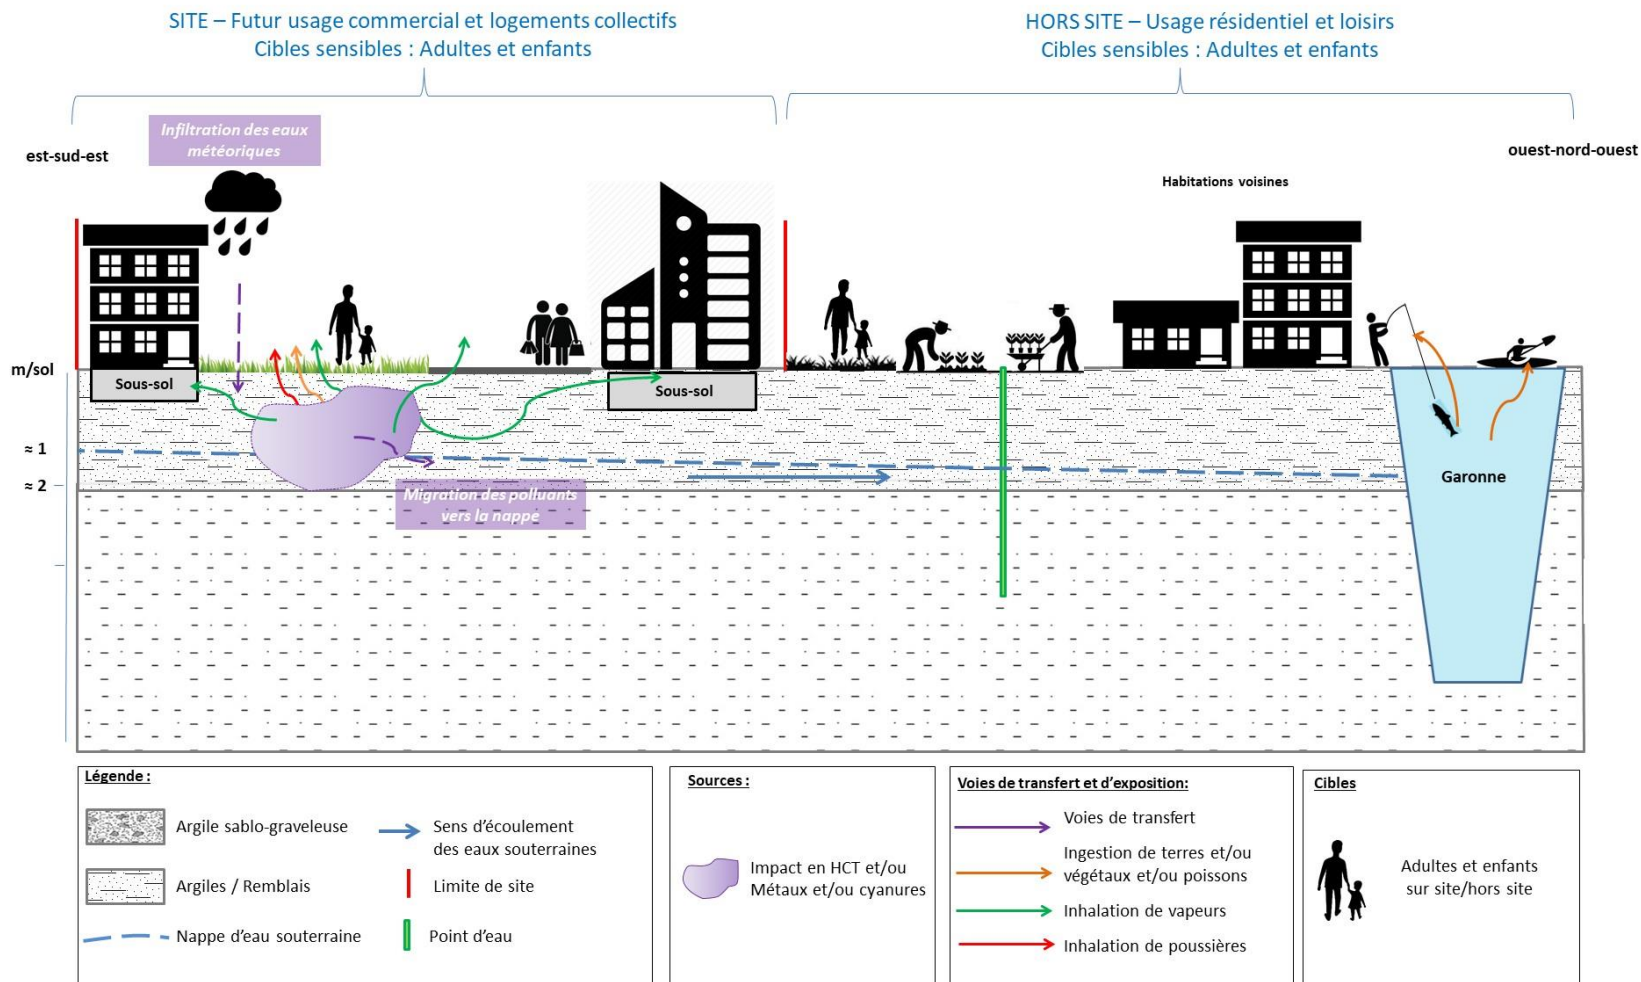 SITE – Futur usage commercial et logements collectifs
Cibles sensibles : Adultes et enfants
HORS SITE – Usage résidentiel et loisirs
Cibles sensibles : Adultes et enfants
Infiltration des eaux
météoriques
est-sud-est
ouest-nord-ouest
Habitations voisines
m/sol
Sous-sol
Sous-sol
≈ 1
≈ 2
Migration des polluants
vers la nappe
Garonne
Légende :
Argile sablo-graveleuse
Argiles / Remblais
Nappe d'eau souterraine
Sens d'écoulement
des eaux souterraines
Limite de site
Point d'eau
Sources :
Impact en HCT et/ou
Métaux et/ou cyanures
Voies de transfert et d'exposition:
Voies de transfert
Ingestion de terres et/ou
végétaux et/ou poissons
Inhalation de vapeurs
Inhalation de poussières
Cibles
Adultes et enfants
sur site/hors site